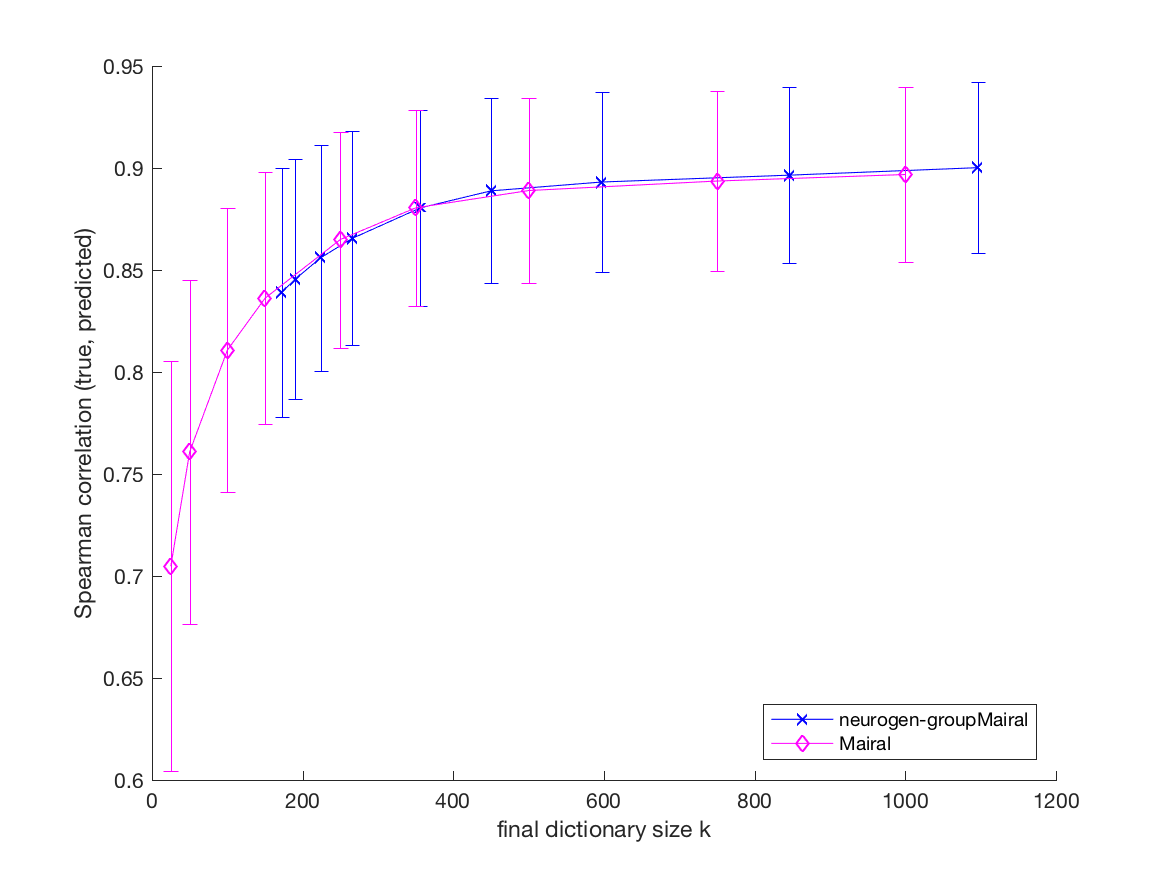 0.95
0.9
0.85
0.8
0.75
0.7
0.65
0.6
Spearman correlation (true, predicted)
0 200 400 600 800 1000 1200
final dictionary size k
neurogen-groupMairal
Mairal